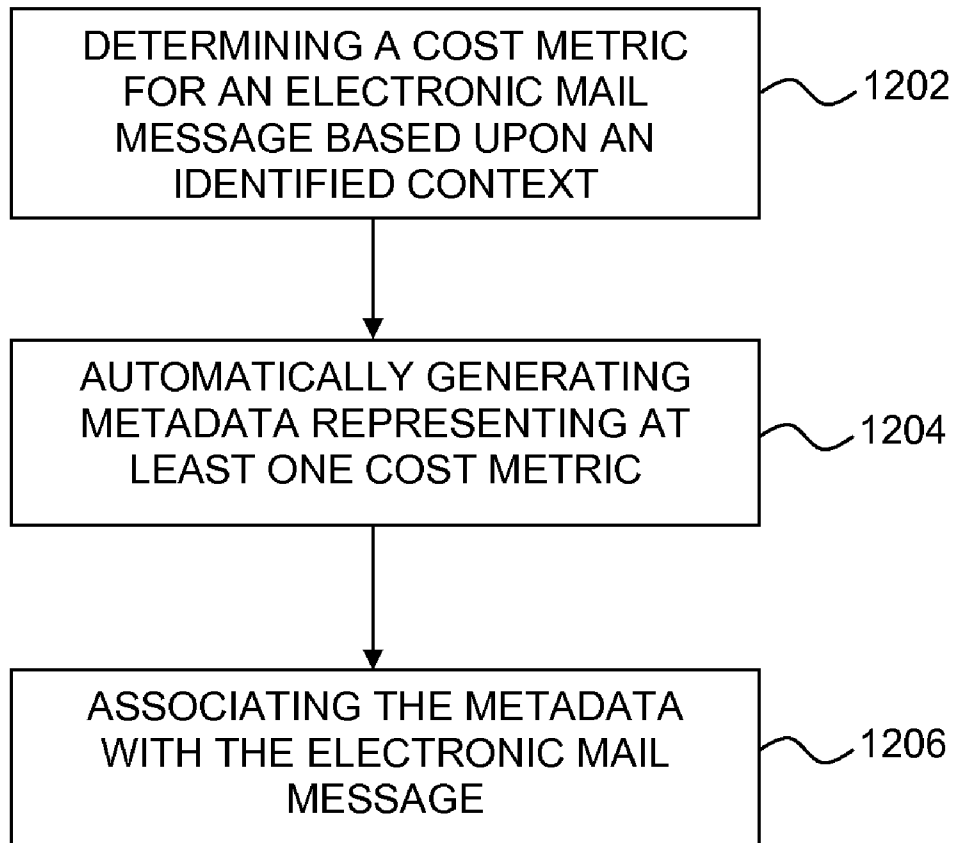 DETERMINING A COST METRIC
FOR AN ELECTRONIC MAIL
MESSAGE BASED UPON AN
IDENTIFIED CONTEXT
1202
AUTOMATICALLY GENERATING
METADATA REPRESENTING AT
LEAST ONE COST METRIC
1204
ASSOCIATING THE METADATA
WITH THE ELECTRONIC MAIL
MESSAGE
1206